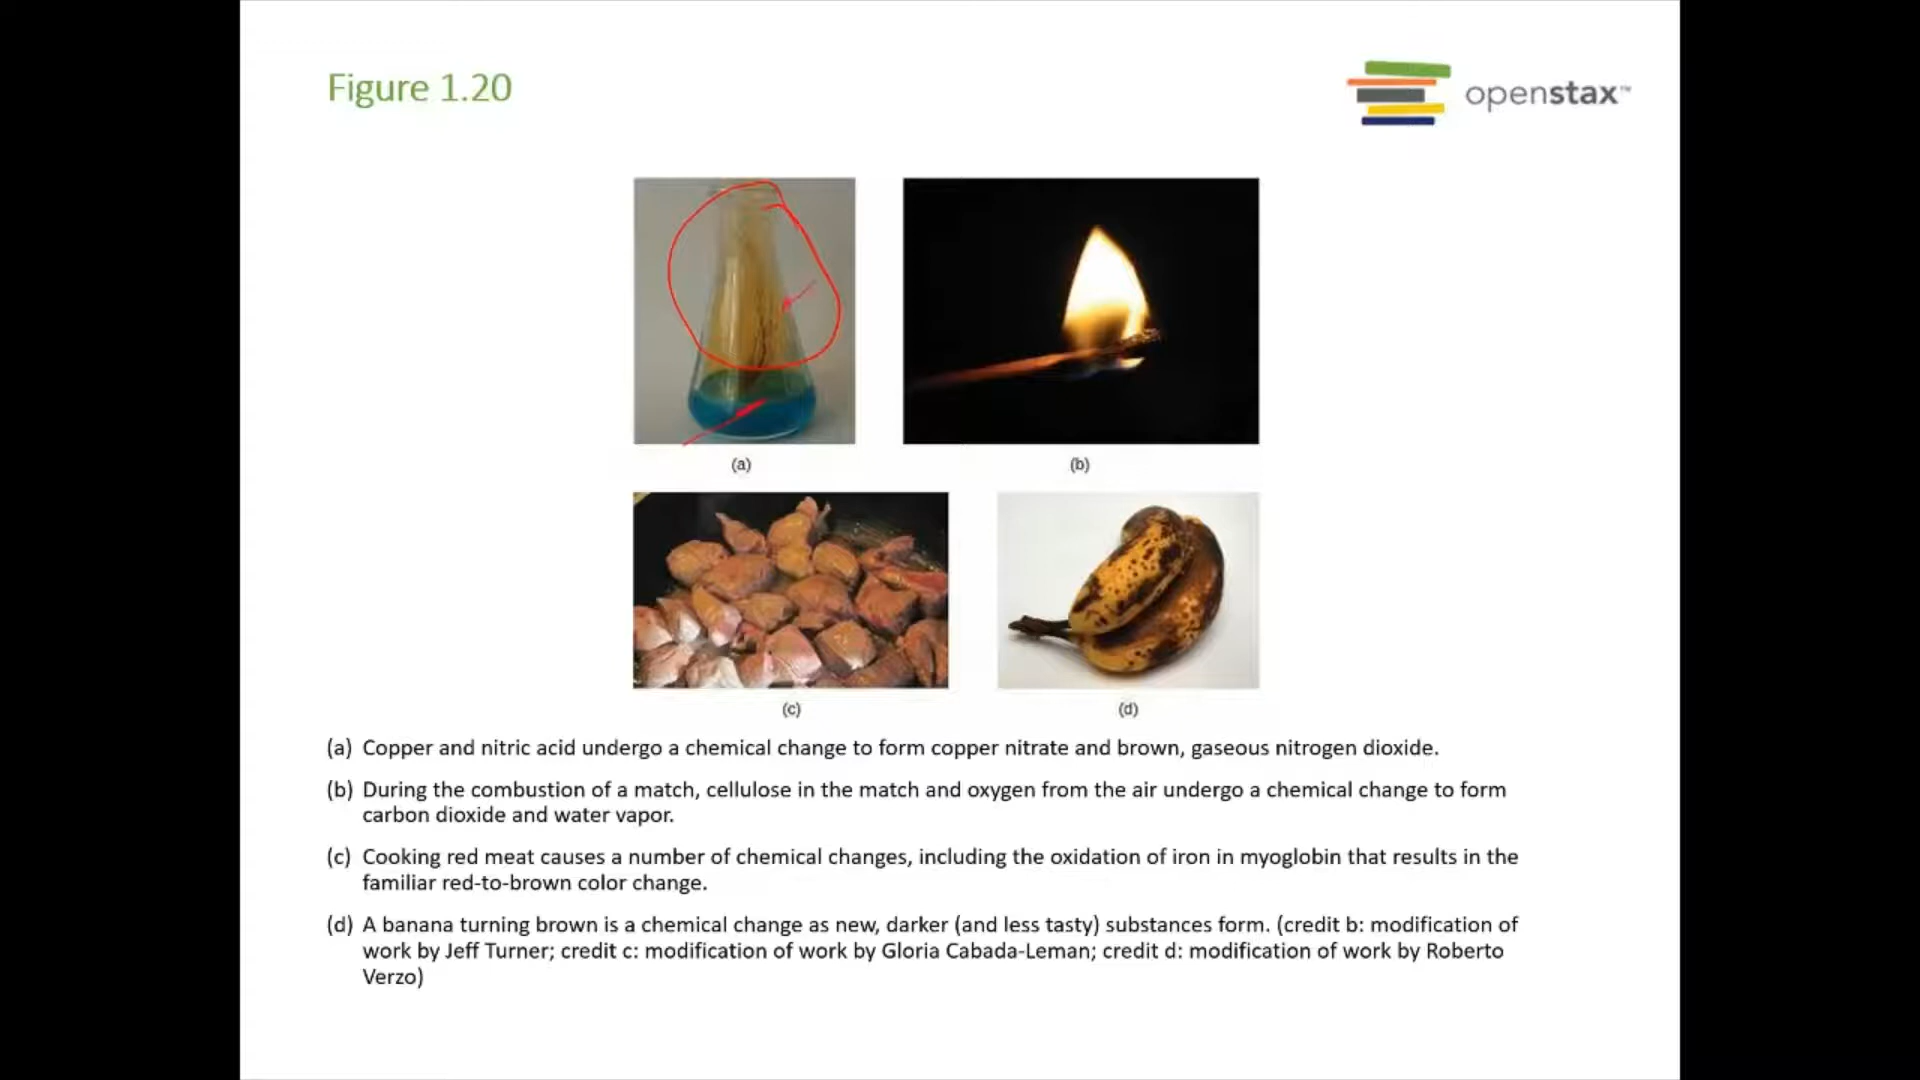 Figure 1.20
openstax™
(a)
(b)
(c)
(d)
(a) Copper and nitric acid undergo a chemical change to form copper nitrate and brown, gaseous nitrogen dioxide.
(b) During the combustion of a match, cellulose in the match and oxygen from the air undergo a chemical change to form
carbon dioxide and water vapor.
(c) Cooking red meat causes a number of chemical changes, including the oxidation of iron in myoglobin that results in the
familiar red-to-brown color change.
(d) A banana turning brown is a chemical change as new, darker (and less tasty) substances form. (credit b: modification of
work by Jeff Turner; credit c: modification of work by Gloria Cabada-Leman; credit d: modification of work by Roberto
Verzo)